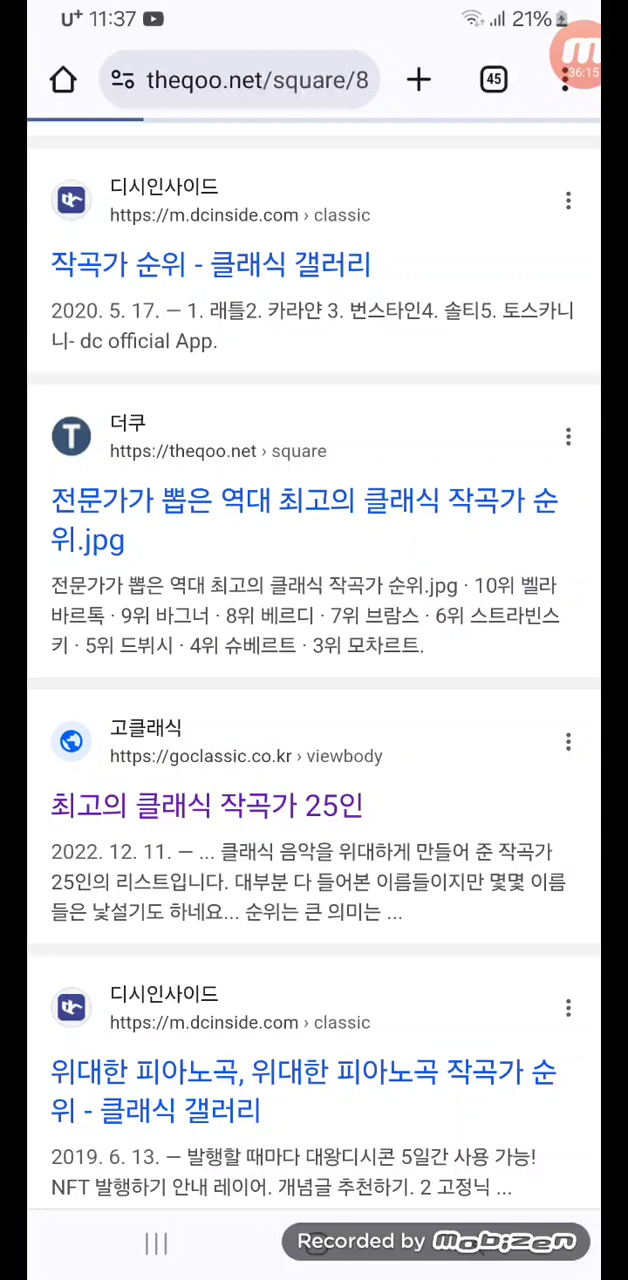 U+ 11:37
21%
theqoo.net/square/8
45
36:15
디시인사이드
https://m.dcinside.com › classic
작곡가 순위 - 클래식 갤러리
2020. 5. 17. — 1. 래틀2. 카라얀 3. 번스타인4. 솔티5. 토스카니
니- dc official App.
T
더쿠
https://theqoo.net › square
전문가가 뽑은 역대 최고의 클래식 작곡가 순
위.jpg
전문가가 뽑은 역대 최고의 클래식 작곡가 순위.jpg · 10위 벨라
바르톡 · 9위 바그너 · 8위 베르디 · 7위 브람스 · 6위 스트라빈스
키 · 5위 드뷔시 · 4위 슈베르트 · 3위 모차르트.
고클래식
https://goclassic.co.kr › viewbody
최고의 클래식 작곡가 25인
2022. 12. 11. — ... 클래식 음악을 위대하게 만들어 준 작곡가
25인의 리스트입니다. 대부분 다 들어본 이름들이지만 몇몇 이름
들은 낯설기도 하네요... 순위는 큰 의미는 ...
디시인사이드
https://m.dcinside.com › classic
위대한 피아노곡, 위대한 피아노곡 작곡가 순
위 - 클래식 갤러리
2019. 6. 13. — 발행할 때마다 대왕디시콘 5일간 사용 가능!
NFT 발행하기 안내 레이어. 개념글 추천하기. 2 고정닉 ...
Recorded by mobizen